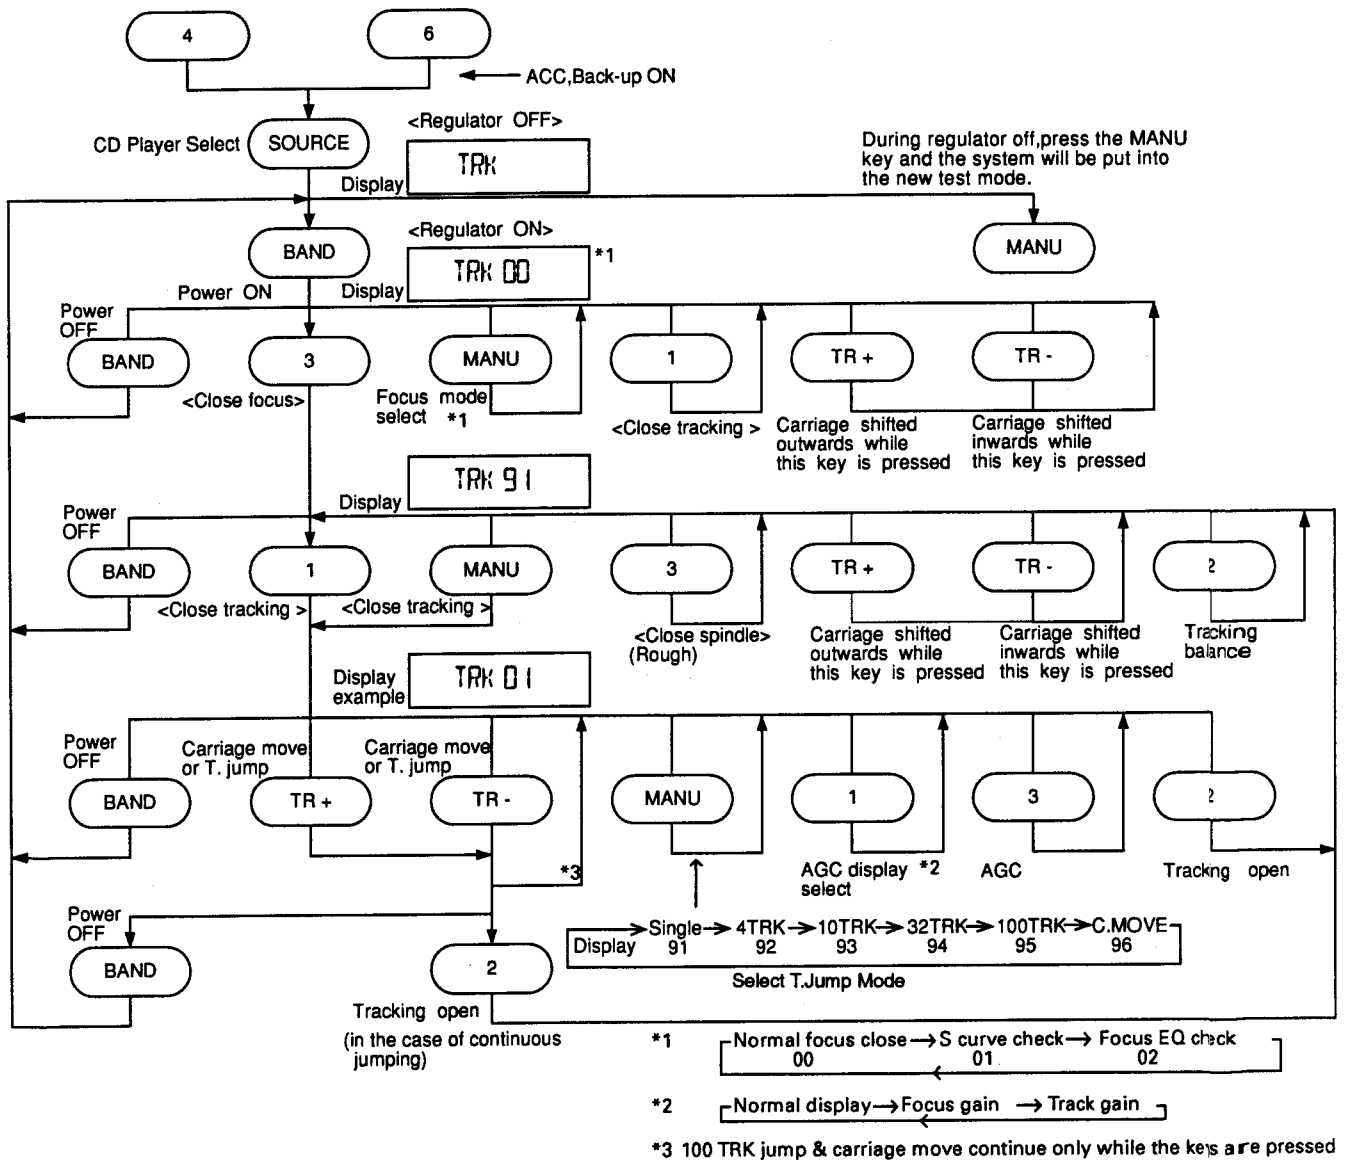 4
6
ACC,Back-up ON
<Regulator OFF>
CD Player Select
SOURCE
TRK
Display
During regulator off,press the MANU
key and the system will be put into
the new test mode.
<Regulator ON>
BAND
TRK 00
*1
MANU
Power ON
Display
Power
OFF
BAND
3
MANU
1
TR +
TR -
<Close focus>
Focus mode
select *1
<Close tracking >
Carriage shifted
outwards while
this key is pressed
Carriage shifted
inwards while
this key is pressed
TRK 91
Display
Power
OFF
BAND
1
MANU
3
TR +
TR -
2
<Close tracking >
<Close tracking >
<Close spindle>
(Rough)
Carriage shifted
outwards while
this key is pressed
Carriage shifted
inwards while
this key is pressed
Tracking
balance
Display
example
TRK 01
Power
OFF
Carriage move
or T. jump
Carriage move
or T. jump
BAND
TR +
TR -
MANU
1
3
2
*3
AGC display *2
select
AGC
Tracking open
Power
OFF
BAND
2
Display
Single 4TRK 10TRK 32TRK 100TRK C.MOVE
91 92 93 94 95 96
Select T.Jump Mode
Tracking open
(in the case of continuous
jumping)
*1 Normal focus close S curve check Focus EQ check
00 01 02
*2 Normal display Focus gain Track gain
*3 100 TRK jump & carriage move continue only while the keys are pressed